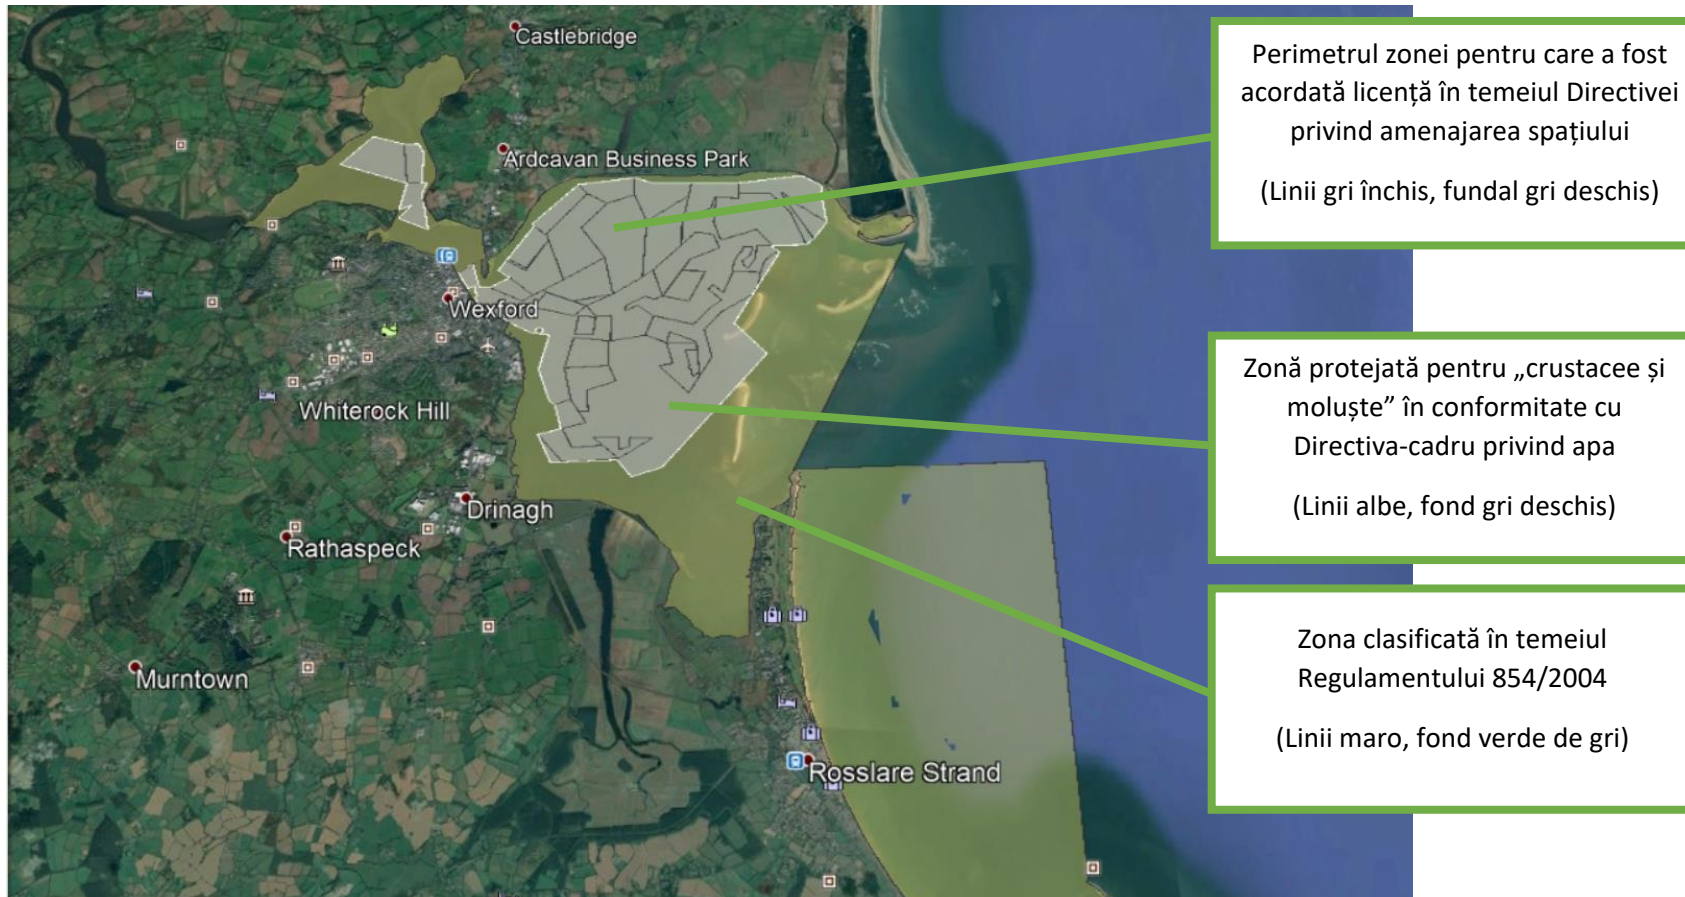 Castlebridge
Ardcavan Business Park
Wexford
Whiterock Hill
Drinagh
Rathaspeck
Murntown
Rosslare Strand
Perimetrul zonei pentru care a fost
acordată licență în temeiul Directivei
privind amenajarea spațiului
(Linii gri închis, fundal gri deschis)
Zonă protejată pentru „crustacee și
moluște” în conformitate cu
Directiva-cadru privind apa
(Linii albe, fond gri deschis)
Zona clasificată în temeiul
Regulamentului 854/2004
(Linii maro, fond verde de gri)